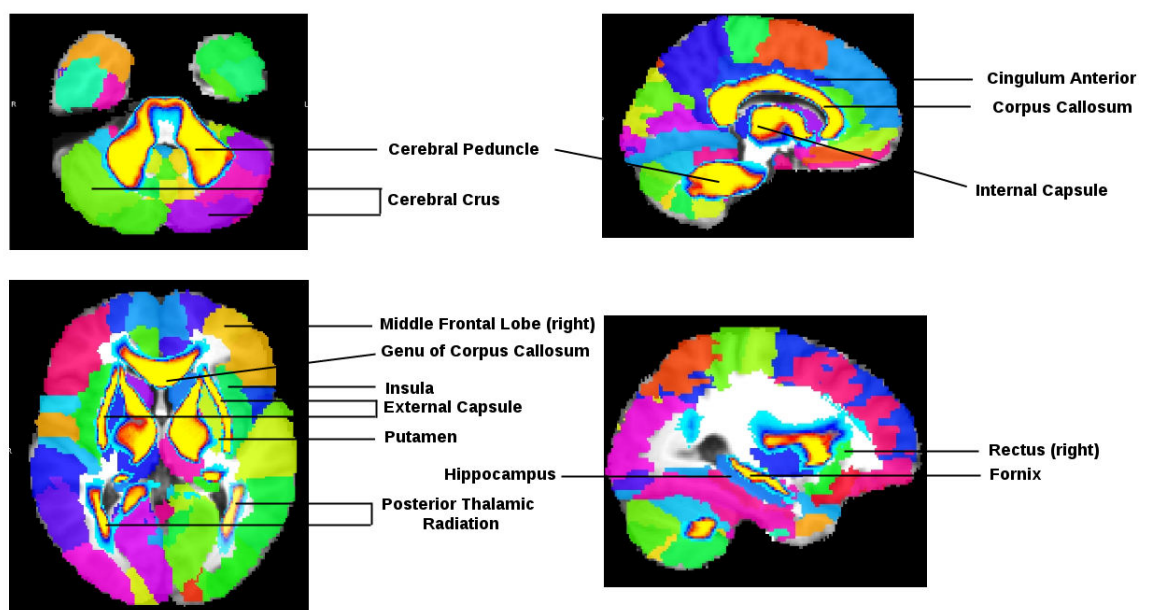 R
L
Cerebral Peduncle
Cerebral Crus
Cingulum Anterior
Corpus Callosum
Internal Capsule
R
Middle Frontal Lobe (right)
Genu of Corpus Callosum
Insula
External Capsule
Putamen
Hippocampus
Posterior Thalamic
Radiation
Rectus (right)
Fornix